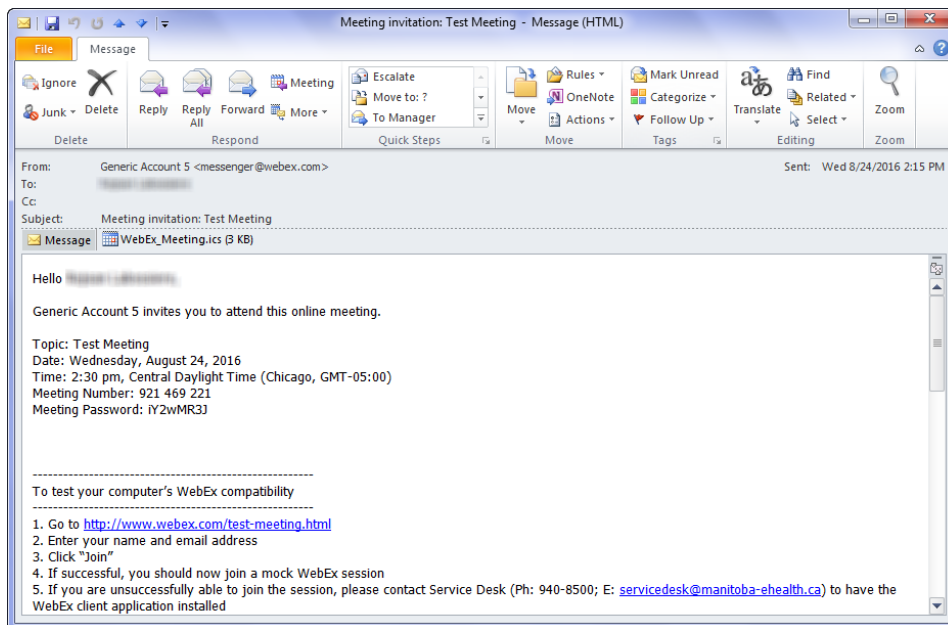 Meeting invitation: Test Meeting - Message (HTML)
File Message
Ignore
Junk
Delete
Reply
Reply All
Forward
Meeting
More
Escalate
Move to: ?
To Manager
Move
Rules
OneNote
Actions
Mark Unread
Categorize
Follow Up
Translate
Find
Related
Select
Zoom
Delete Respond Quick Steps Move Tags Editing Zoom
From: Generic Account 5 <messenger@webex.com> Sent: Wed 8/24/2016 2:15 PM
To:
Cc:
Subject: Meeting invitation: Test Meeting
Message WebEx_Meeting.ics (3 KB)
Hello
Generic Account 5 invites you to attend this online meeting.
Topic: Test Meeting
Date: Wednesday, August 24, 2016
Time: 2:30 pm, Central Daylight Time (Chicago, GMT-05:00)
Meeting Number: 921 469 221
Meeting Password: iY2wMR3J
-------------------------------------------------------
To test your computer's WebEx compatibility
-------------------------------------------------------
1. Go to http://www.webex.com/test-meeting.html
2. Enter your name and email address
3. Click "Join"
4. If successful, you should now join a mock WebEx session
5. If you are unsuccessfully able to join the session, please contact Service Desk (Ph: 940-8500; E: servicedesk@manitoba-ehealth.ca) to have the
WebEx client application installed